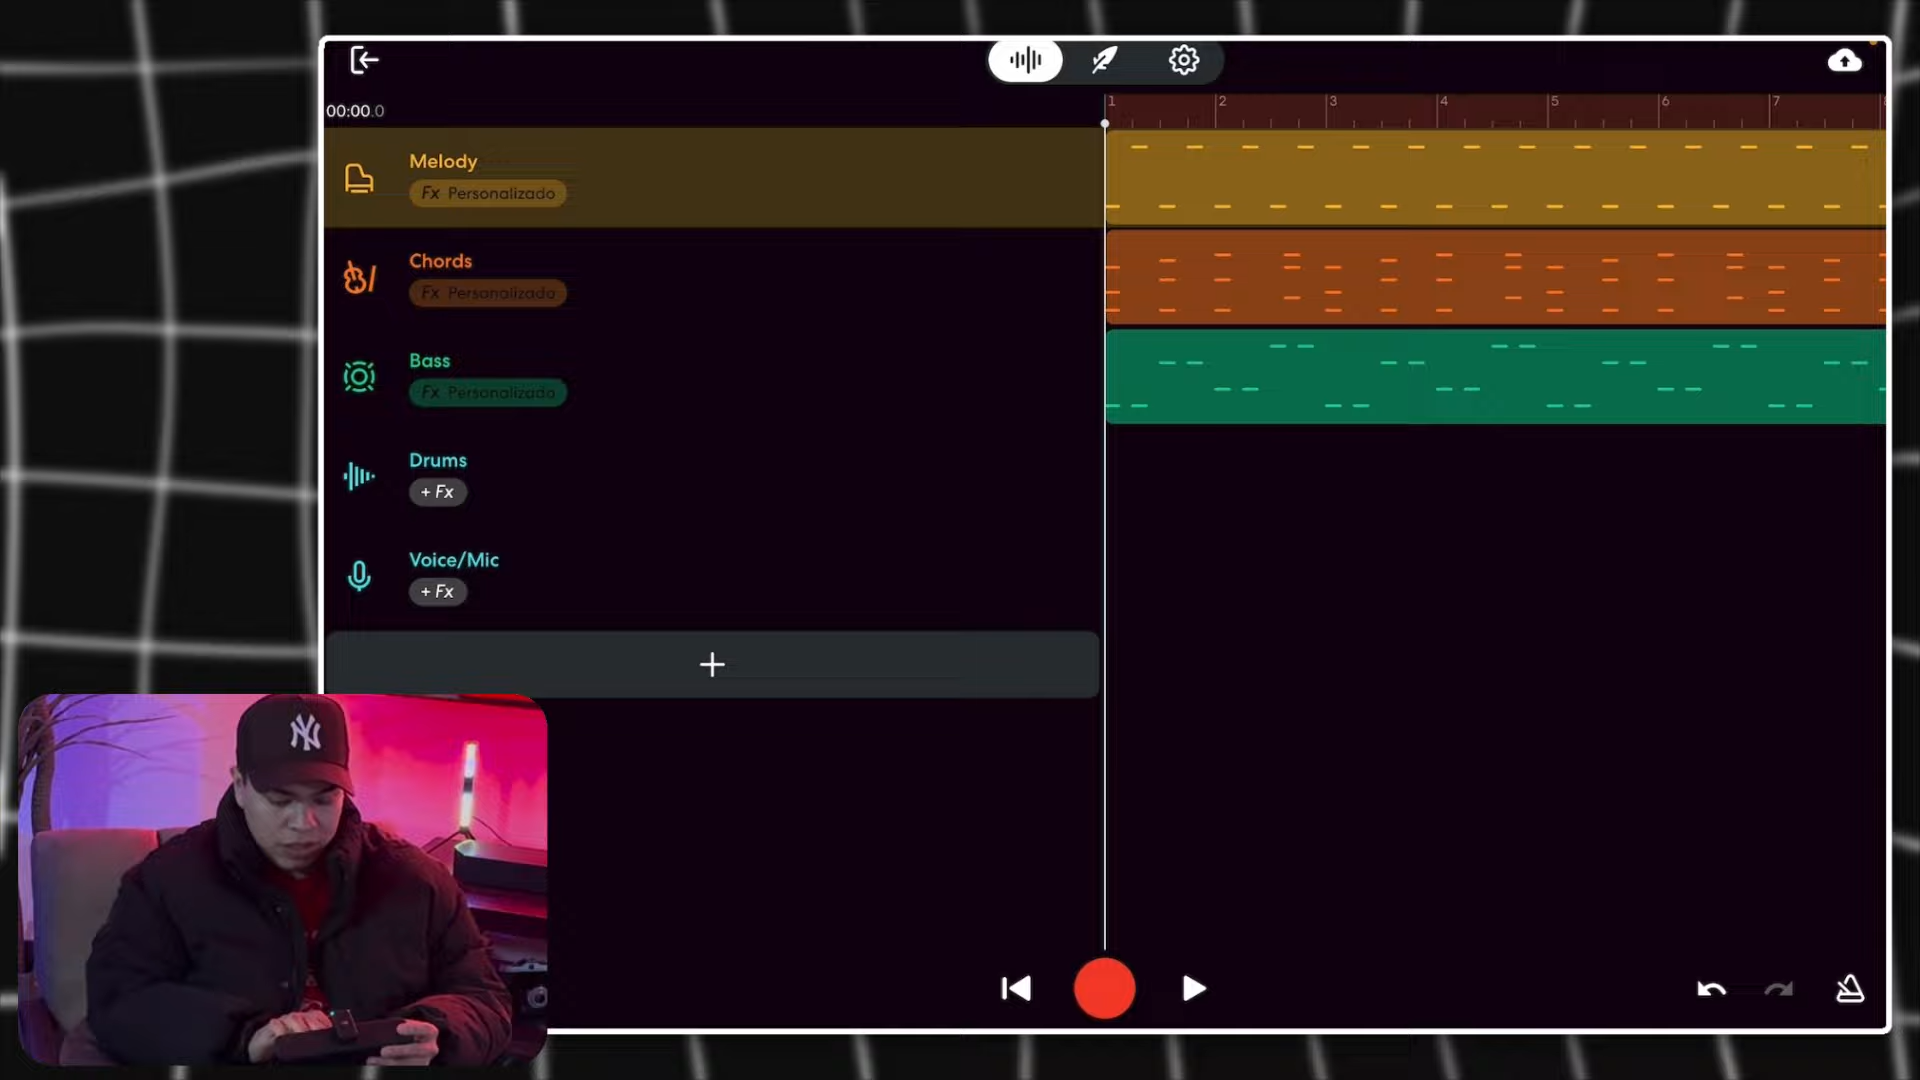 1 2 3 4 5 6 7
00:00.0
Melody
Fx Personalizado
Chords
Fx Personalizado
Bass
Fx Personalizado
Drums
+ Fx
Voice/Mic
+ Fx
NY